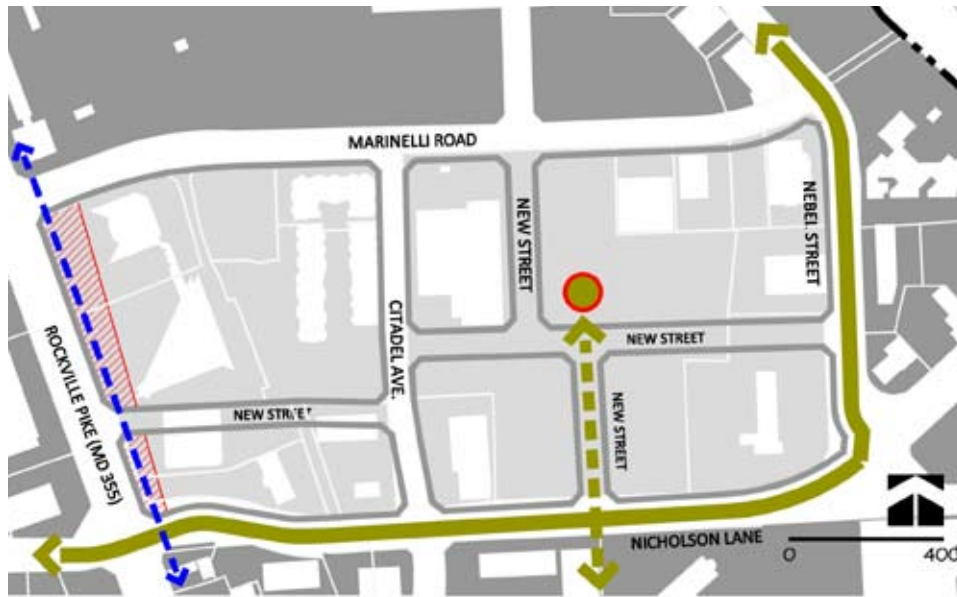 MARINELLI ROAD
NEW STREET
NEBEL STREET
CITADEL AVE.
ROCKVILLE PIKE (MD 355)
NEW STREET
NEW STREET
NEW STREET
NICHOLSON LANE
0 400